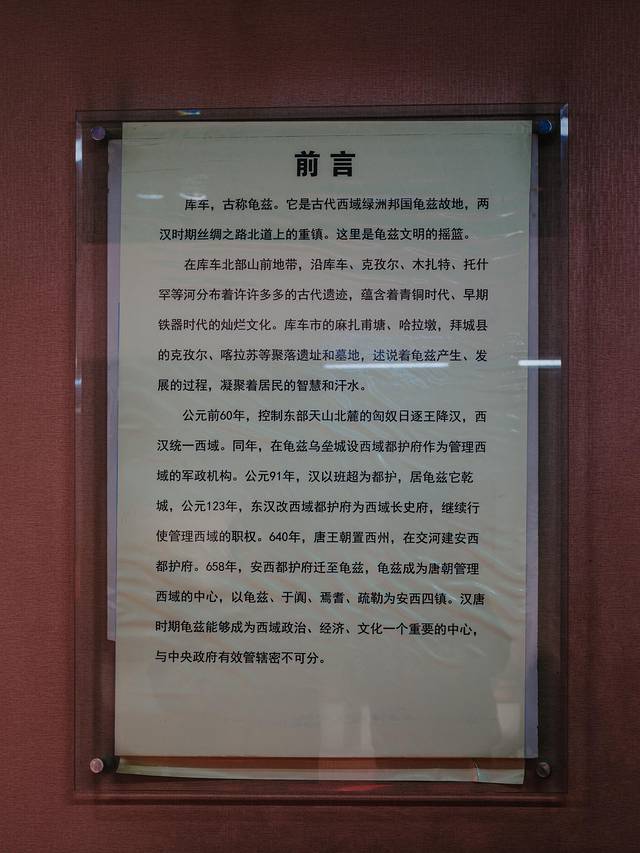 前言
库车，古称龟兹。它是古代西域绿洲邦国龟兹故地，两
汉时期丝绸之路北道上的重镇。这里是龟兹文明的摇篮。
在库车北部山前地带，沿库车、克孜尔、木扎特、托什
罕等河分布着许许多多的古代遗迹，蕴含着青铜时代、早期
铁器时代的灿烂文化。库车市的麻扎甫塘、哈拉墩，拜城县
的克孜尔、喀拉苏等聚落遗址和墓地，述说着龟兹产生、发
展的过程，凝聚着居民的智慧和汗水。
公元前60年，控制东部天山北麓的匈奴日逐王降汉，西
汉统一西域。同年，在龟兹乌垒城设西域都护府作为管理西
域的军政机构。公元91年，汉以班超为都护，居龟兹它乾
城，公元123年，东汉改西域都护府为西域长史府，继续行
使管理西域的职权。640年，唐王朝置西州，在交河建安西
都护府。658年，安西都护府迁至龟兹，龟兹成为唐朝管理
西域的中心，以龟兹、于阗、焉耆、疏勒为安西四镇。汉唐
时期龟兹能够成为西域政治、经济、文化一个重要的中心，
与中央政府有效管辖密不可分。